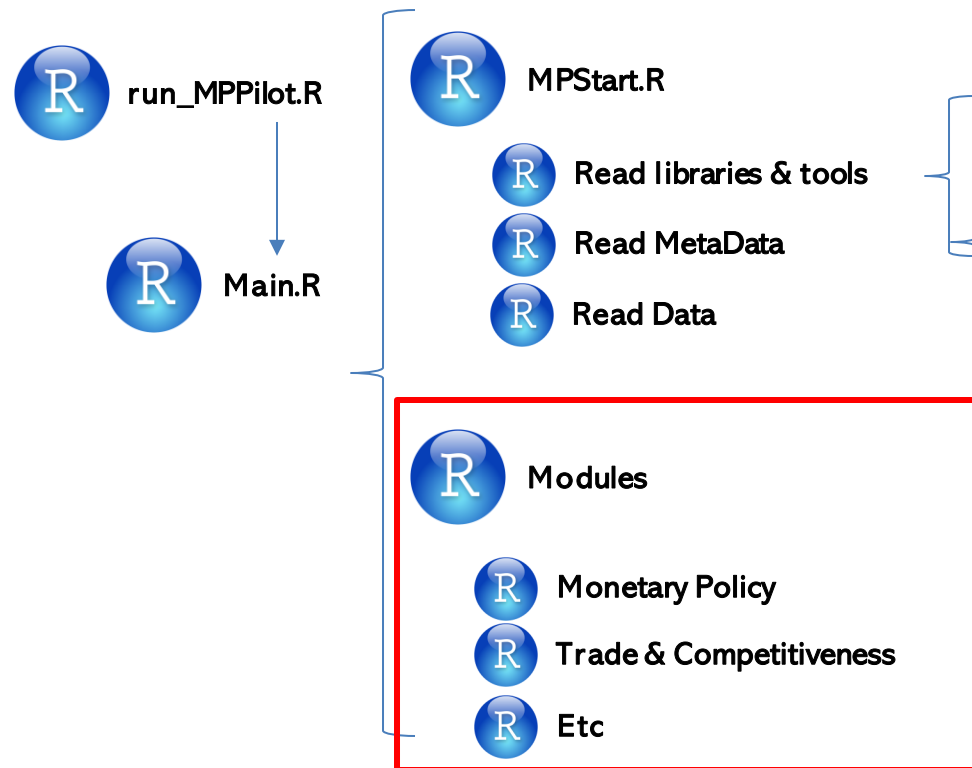 R run_MPPilot.R
R Main.R
R MPStart.R
R Read libraries & tools
R Read MetaData
R Read Data
R Modules
R Monetary Policy
R Trade & Competitiveness
R Etc